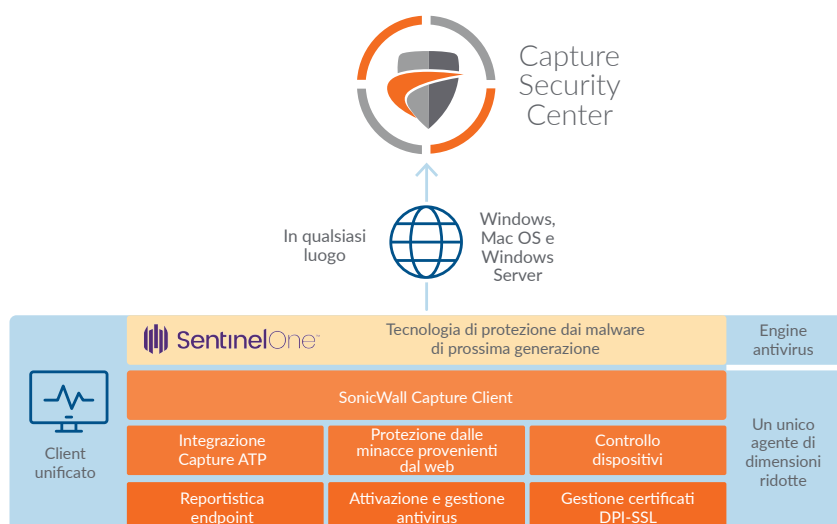 Capture
Security
Center
In qualsiasi
luogo
Windows,
Mac OS e
Windows
Server
SentinelOne™
Tecnologia di protezione dai malware
di prossima generazione
Engine
antivirus
Client
unificato
SonicWall Capture Client
Integrazione
Capture ATP
Protezione dalle
minacce provenienti
dal web
Controllo
dispositivi
Un unico
agente di
dimensioni
ridotte
Reportistica
endpoint
Attivazione e gestione
antivirus
Gestione certificati
DPI-SSL